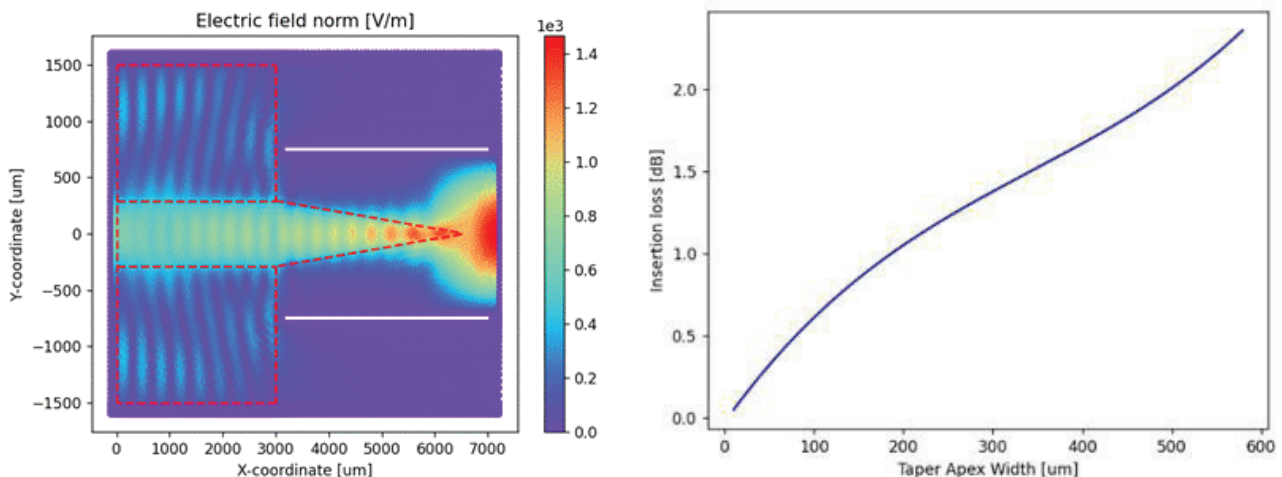 Electric field norm [V/m]
1e3
1500
1000
500
0
−500
−1000
−1500
Y-coordinate [um]
0 1000 2000 3000 4000 5000 6000 7000
X-coordinate [um]
1.4
1.2
1.0
0.8
0.6
0.4
0.2
0.0
2.0
1.5
1.0
0.5
0.0
Insertion loss [dB]
0 100 200 300 400 500 600
Taper Apex Width [um]